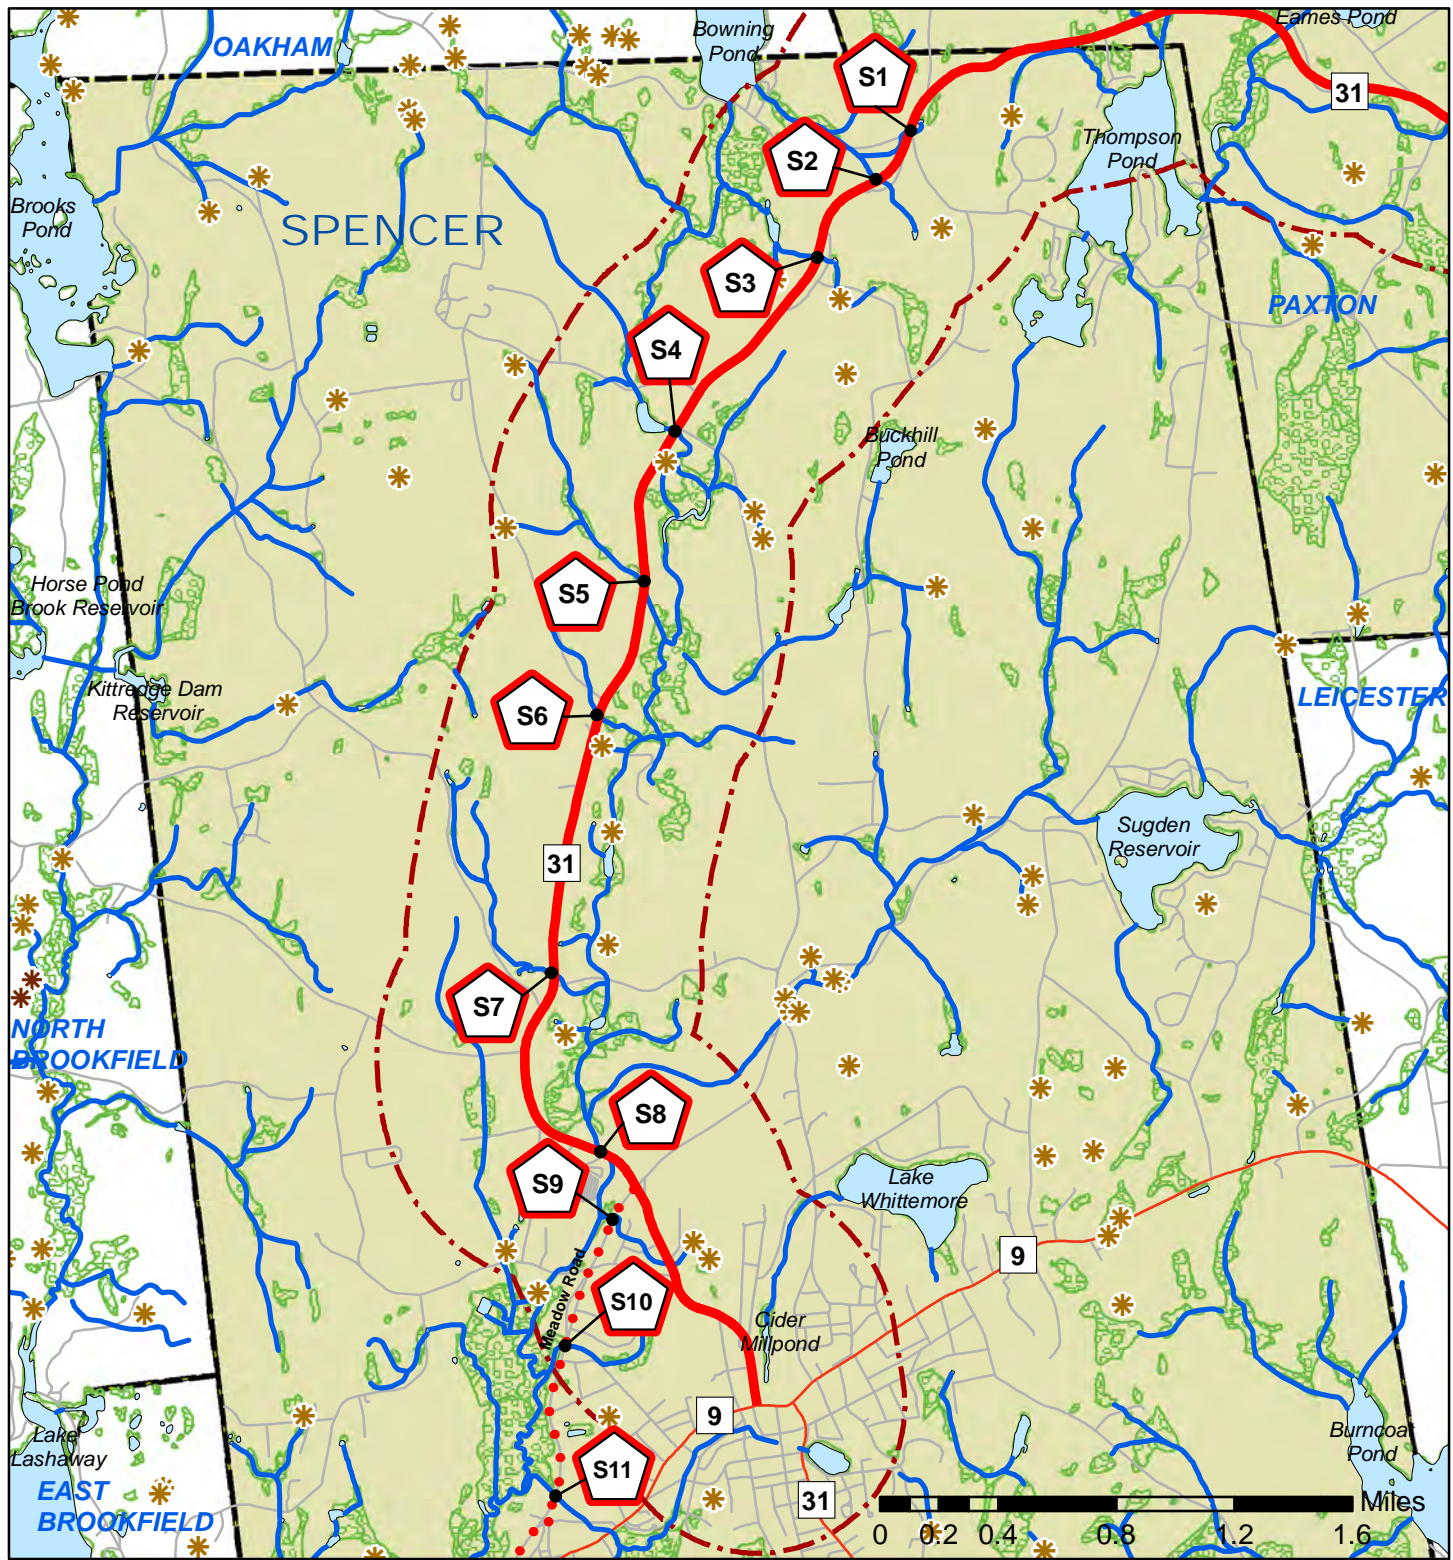 Eames Pond
Bowning
Pond
OAKHAM
S1
31
Thompson
Pond
S2
Brooks
Pond
SPENCER
S3
PAXTON
S4
Buckhill
Pond
Horse Pond
Brook Reservoir
S5
Kittredge Dam
Reservoir
S6
LEICESTER
Sugden
Reservoir
31
S7
NORTH
BROOKFIELD
S8
S9
Lake
Whittemore
9
Meadow Road
S10
Cider
Millpond
9
Lake
Lashaway
Burncoat
Pond
S11
EAST
BROOKFIELD
31
Miles
0 0.2 0.4 0.8 1.2 1.6